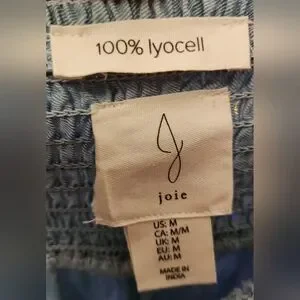 100% lyocell
joie
US: M
CA: M/M
UK: M
EU: M
AU: M
MADE IN
INDIA